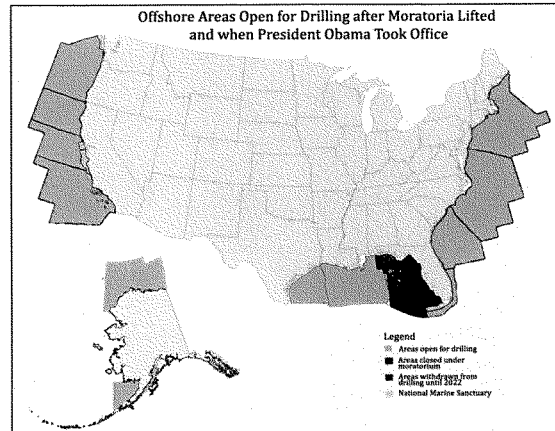 Offshore Areas Open for Drilling after Moratoria Lifted
and when President Obama Took Office
Legend
Areas open for drilling
Areas closed under
moratorium
Areas withdrawn from
drilling until 2022
National Marine Sanctuary